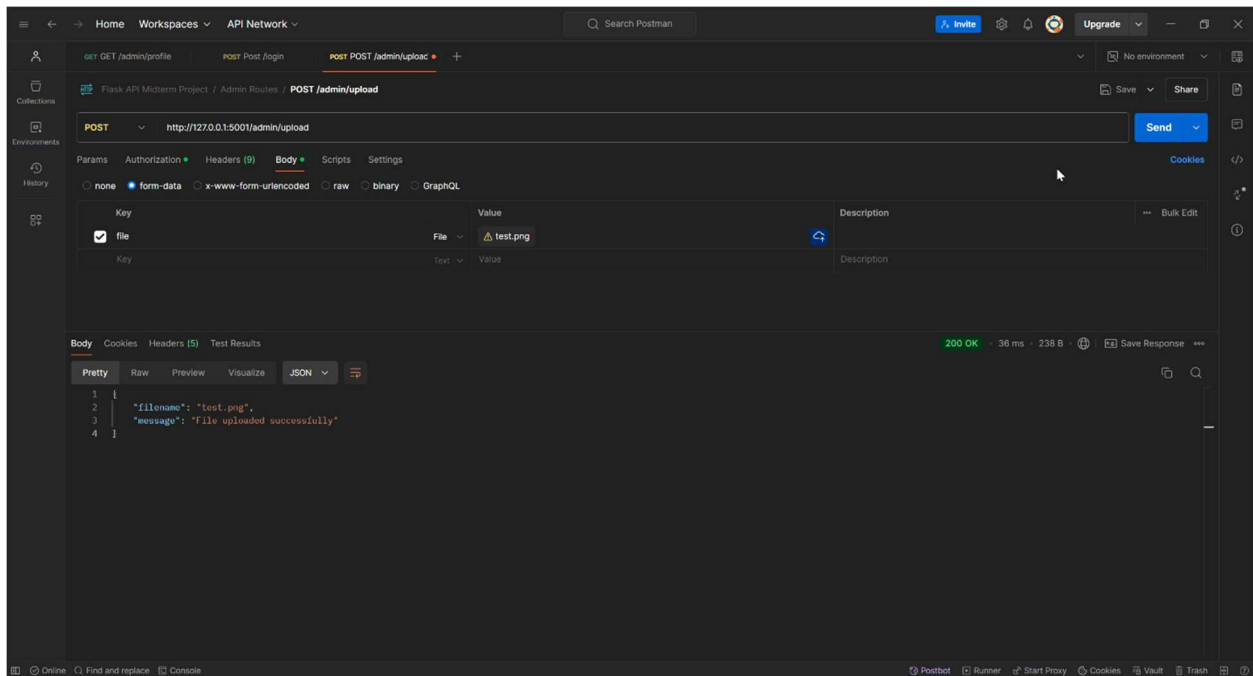 Home Workspaces API Network Search Postman Invite Upgrade
GET GET /admin/profile POST Post /login POST POST /admin/upload No environment
Collections
Environments
History
HTTP Flask API Midterm Project / Admin Routes / POST /admin/upload Save Share
POST http://127.0.0.1:5001/admin/upload Send
Params Authorization Headers (9) Body Scripts Settings Cookies
none form-data x-www-form-urlencoded raw binary GraphQL
Key Value Description Bulk Edit
file File test.png
Key Text Value Description
Body Cookies Headers (5) Test Results 200 OK 36 ms 238 B Save Response
Pretty Raw Preview Visualize JSON
1 {
2 "filename": "test.png",
3 "message": "File uploaded successfully"
4 }
Online Find and replace Console Postbot Runner Start Proxy Cookies Vault Trash